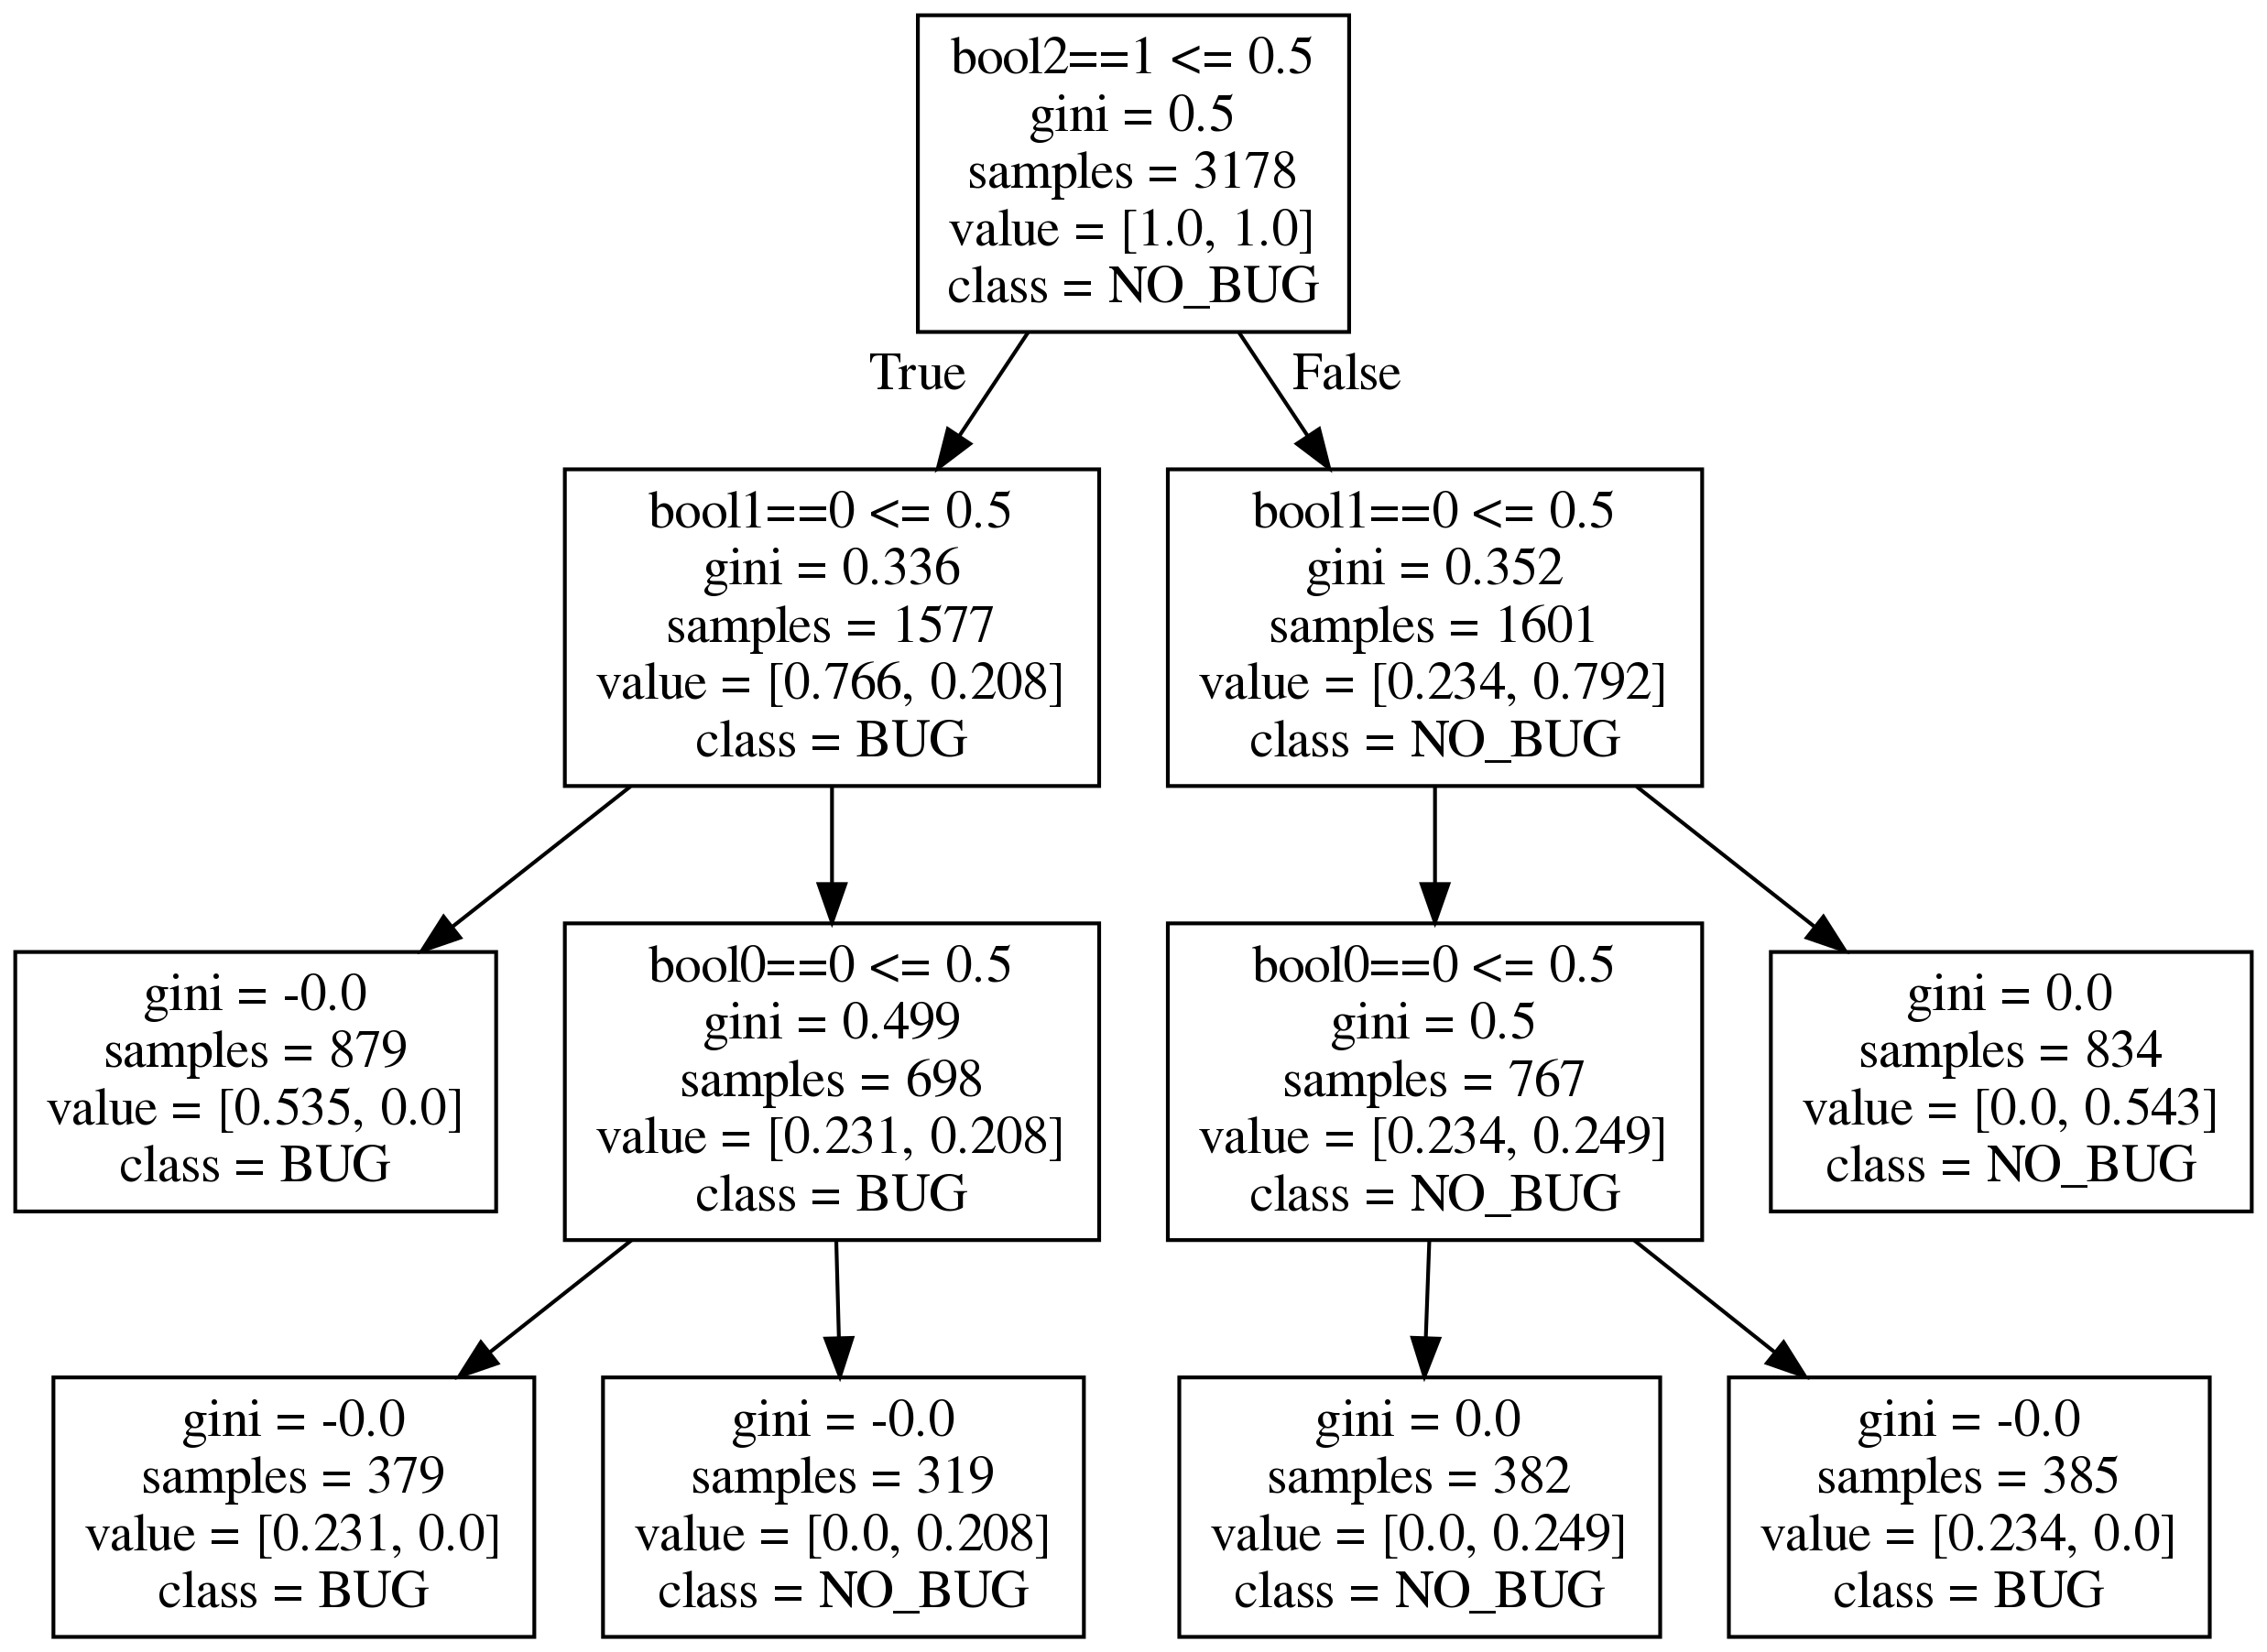 bool2==1 <= 0.5
gini = 0.5
samples = 3178
value = [1.0, 1.0]
class = NO_BUG
True
False
bool1==0 <= 0.5
gini = 0.336
samples = 1577
value = [0.766, 0.208]
class = BUG
bool1==0 <= 0.5
gini = 0.352
samples = 1601
value = [0.234, 0.792]
class = NO_BUG
gini = -0.0
samples = 879
value = [0.535, 0.0]
class = BUG
bool0==0 <= 0.5
gini = 0.499
samples = 698
value = [0.231, 0.208]
class = BUG
bool0==0 <= 0.5
gini = 0.5
samples = 767
value = [0.234, 0.249]
class = NO_BUG
gini = 0.0
samples = 834
value = [0.0, 0.543]
class = NO_BUG
gini = -0.0
samples = 379
value = [0.231, 0.0]
class = BUG
gini = -0.0
samples = 319
value = [0.0, 0.208]
class = NO_BUG
gini = 0.0
samples = 382
value = [0.0, 0.249]
class = NO_BUG
gini = -0.0
samples = 385
value = [0.234, 0.0]
class = BUG